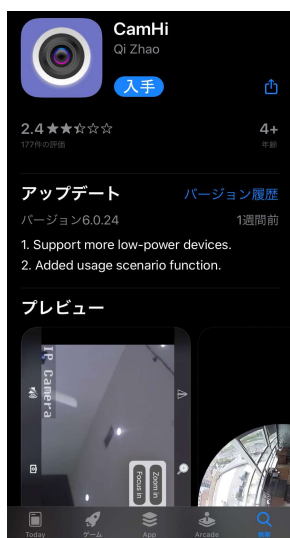 CamHi
Qi Zhao
入手
2.4★★☆☆☆
4+
177件の評価
年齢
アップデート
バージョン履歴
バージョン6.0.24
1週間前
1. Support more low-power devices.
2. Added usage scenario function.
プレビュー
IP Camera
Zoom in
Focus in
Today
ゲーム
App
Arcade
検索